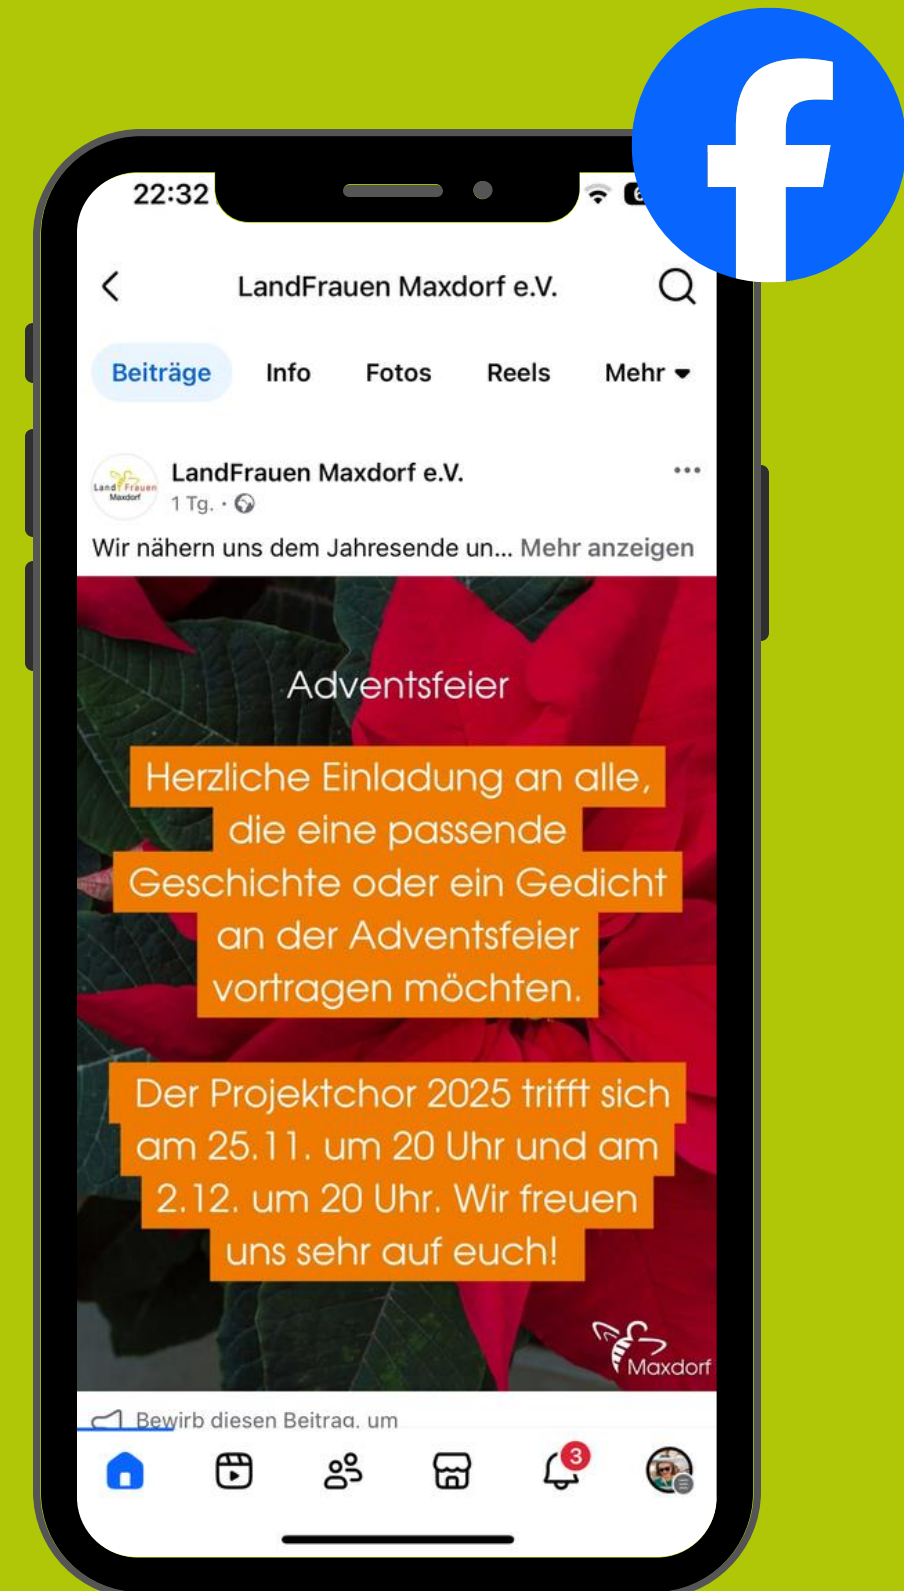 22:32
LandFrauen Maxdorf e.V.
Beiträge Info Fotos Reels Mehr
LandFrauen Maxdorf e.V.
1 Tg. ·
Land Frauen
Maxdorf
Wir nähern uns dem Jahresende un... Mehr anzeigen
Adventsfeier
Herzliche Einladung an alle,
die eine passende
Geschichte oder ein Gedicht
an der Adventsfeier
vortragen möchten.
Der Projektchor 2025 trifft sich
am 25.11. um 20 Uhr und am
2.12. um 20 Uhr. Wir freuen
uns sehr auf euch!
Maxdorf
Bewirb diesen Beitrag, um
3